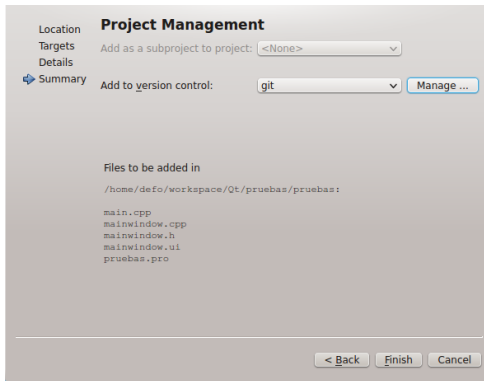 Location
Targets
Details
Summary
Project Management
Add as a subproject to project: <None>
Add to version control: git Manage ...
Files to be added in
/home/defo/workspace/Qt/pruebas/pruebas:
main.cpp
mainwindow.cpp
mainwindow.h
mainwindow.ui
pruebas.pro
< Back Finish Cancel